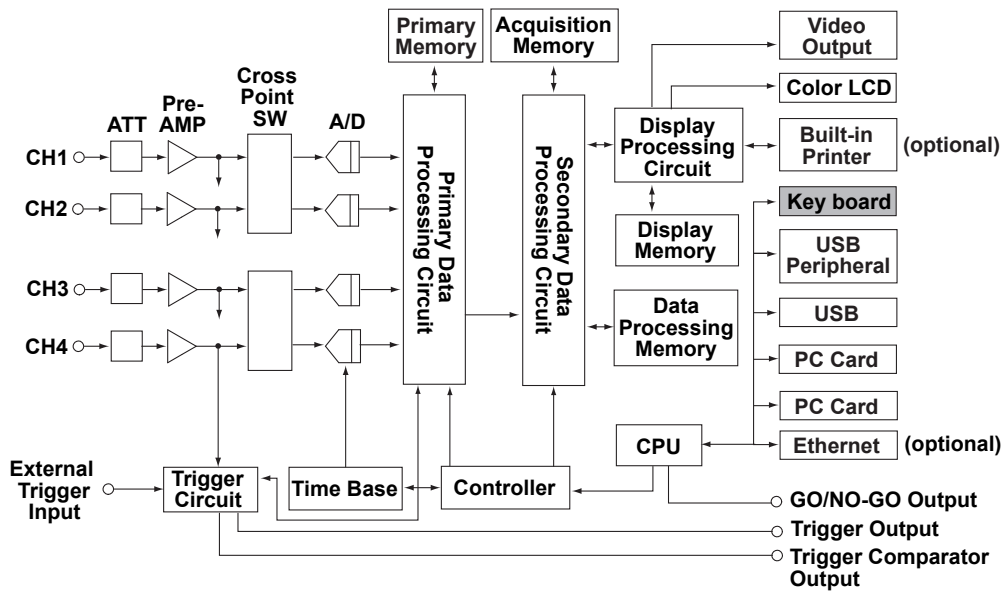 Primary
Memory
Acquisition
Memory
Video
Output
Color LCD
Cross
Point
SW
Pre-
AMP
ATT
A/D
CH1
CH2
CH3
CH4
Primary Data
Processing Circuit
Secondary Data
Processing Circuit
Display
Processing
Circuit
Built-in
Printer
(optional)
Key board
Display
Memory
USB
Peripheral
Data
Processing
Memory
USB
PC Card
PC Card
CPU
Ethernet
(optional)
External
Trigger
Input
Trigger
Circuit
Time Base
Controller
GO/NO-GO Output
Trigger Output
Trigger Comparator
Output